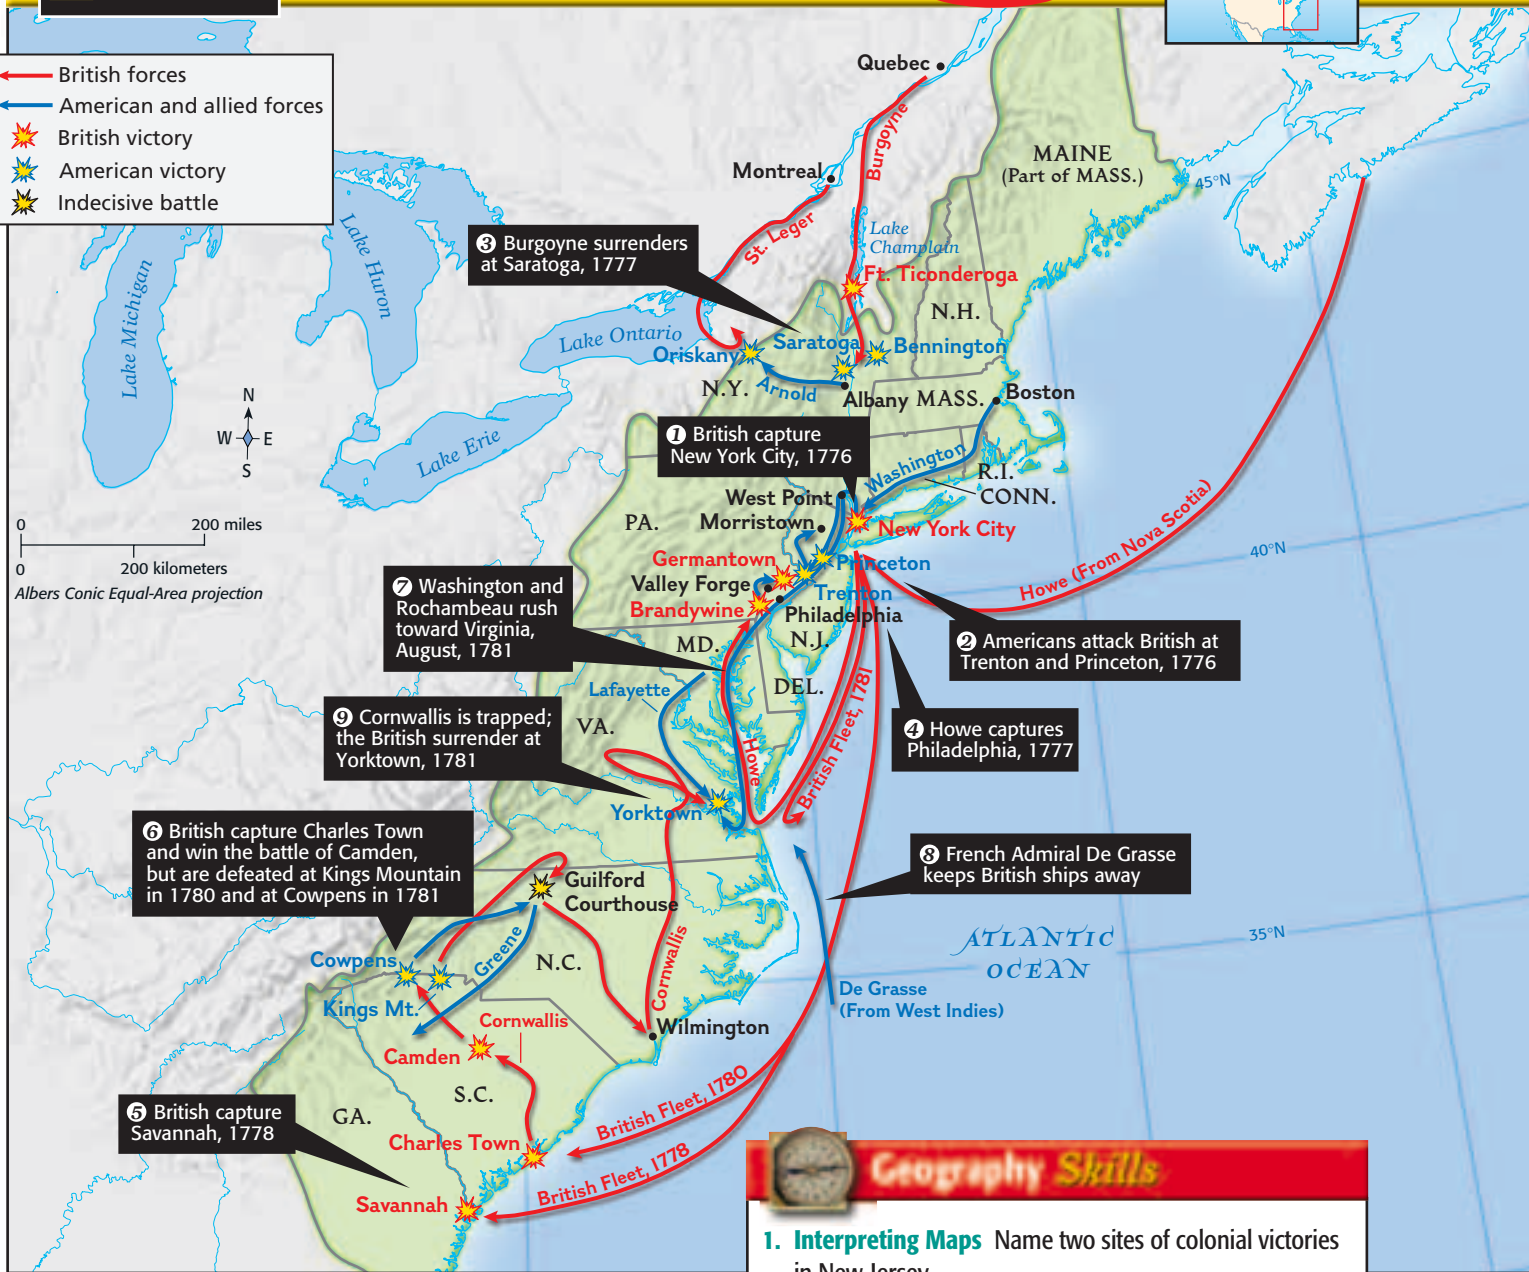 British forces
American and allied forces
British victory
American victory
Indecisive battle
Quebec
Burgoyne
Montreal
MAINE
(Part of MASS.)
45°N
St. Leger
Lake
Champlain
Lake Huron
Lake Michigan
3 Burgoyne surrenders
at Saratoga, 1777
Ft. Ticonderoga
N.H.
Lake Ontario
Oriskany
Saratoga
Bennington
N.Y.
Arnold
Albany
MASS.
Boston
N
W E
S
Lake Erie
1 British capture
New York City, 1776
Washington
R.I.
CONN.
West Point
Morristown
PA.
New York City
0 200 miles
0 200 kilometers
Albers Conic Equal-Area projection
40°N
Howe (From Nova Scotia)
Germantown
Princeton
Valley Forge
Trenton
Brandywine
Philadelphia
N.J.
MD.
DEL.
7 Washington and
Rochambeau rush
toward Virginia,
August, 1781
2 Americans attack British at
Trenton and Princeton, 1776
Lafayette
VA.
9 Cornwallis is trapped;
the British surrender at
Yorktown, 1781
4 Howe captures
Philadelphia, 1777
Howe
British Fleet, 1781
Yorktown
6 British capture Charles Town
and win the battle of Camden,
but are defeated at Kings Mountain
in 1780 and at Cowpens in 1781
8 French Admiral De Grasse
keeps British ships away
Guilford
Courthouse
ATLANTIC
OCEAN
35°N
Cowpens
Greene
N.C.
Cornwallis
Kings Mt.
De Grasse
(From West Indies)
Wilmington
Cornwallis
Camden
S.C.
GA.
5 British capture
Savannah, 1778
Charles Town
British Fleet, 1780
British Fleet, 1778
Savannah
Geography Skills
1. Interpreting Maps Name two sites of colonial victories
in New Jersey